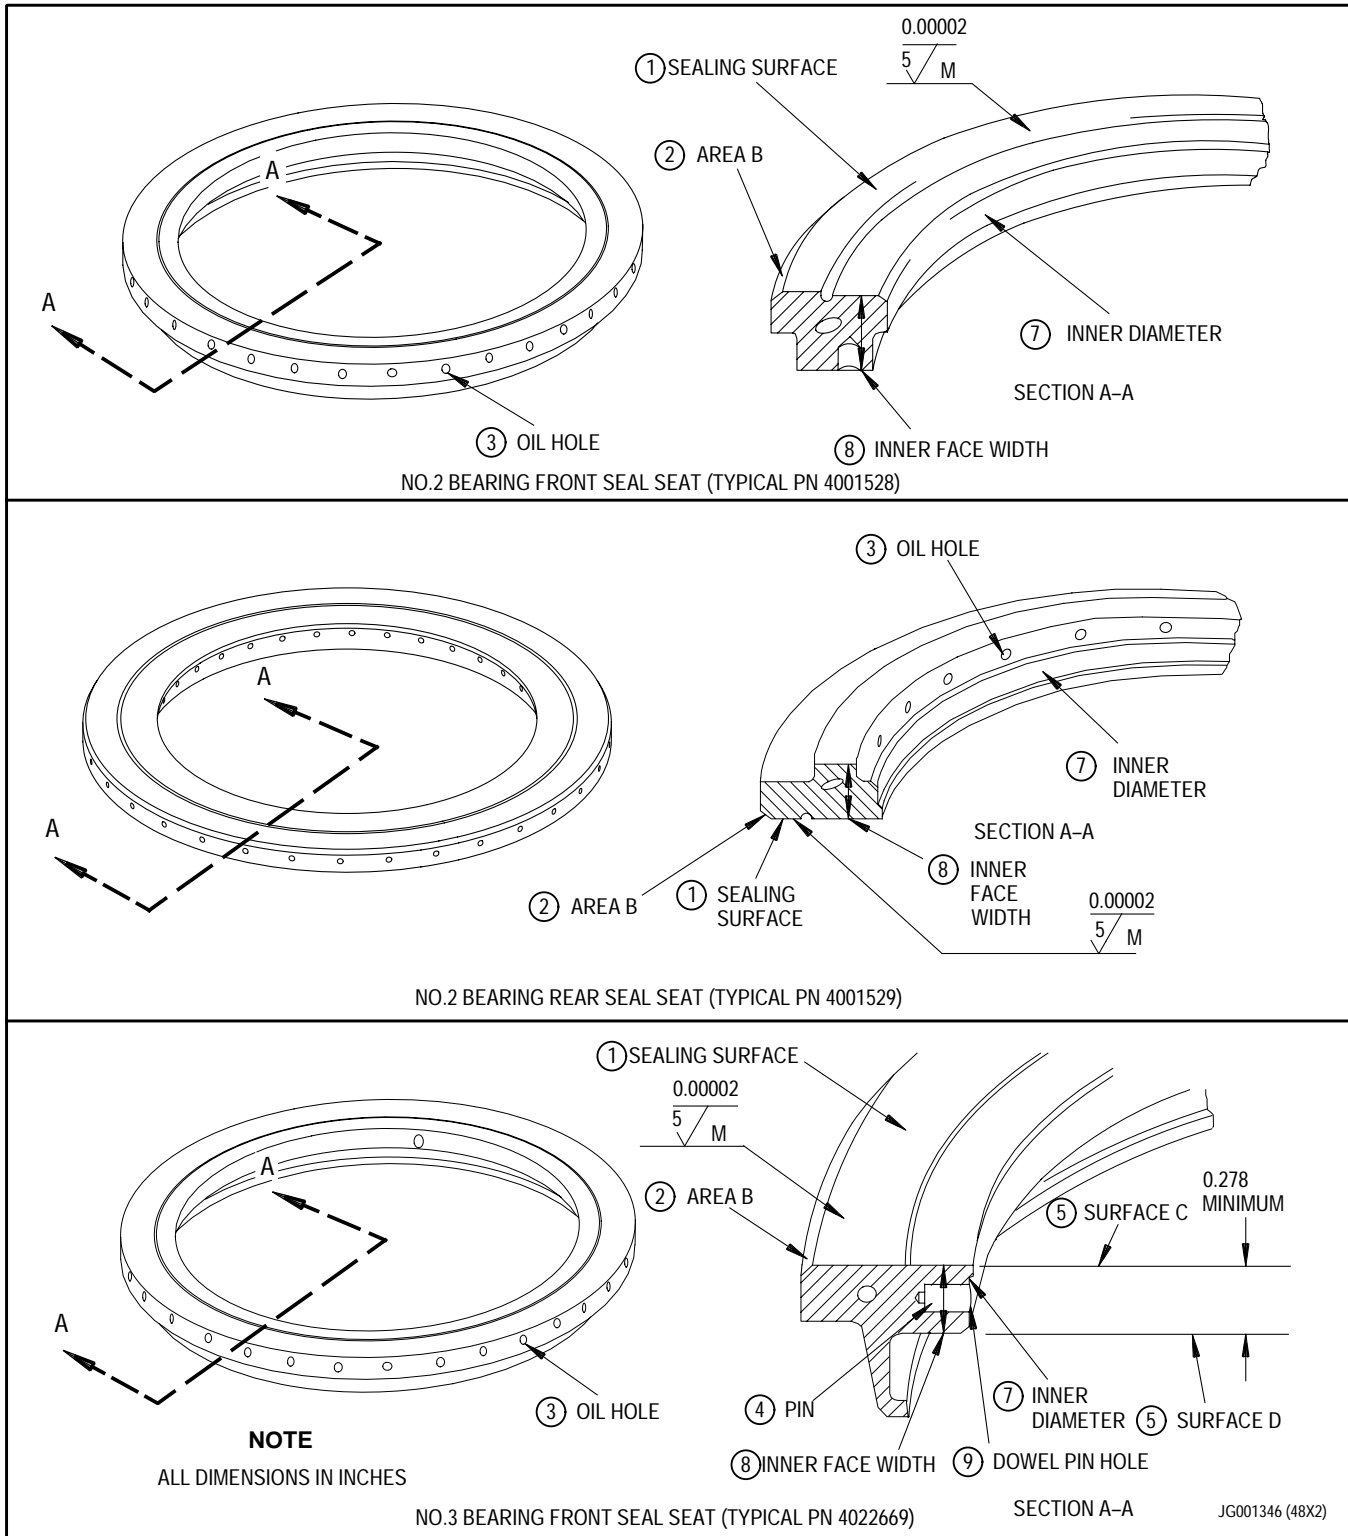 0.00002
5
M
① SEALING SURFACE
② AREA B
A
A
⑦ INNER DIAMETER
SECTION A–A
③ OIL HOLE
⑧ INNER FACE WIDTH
NO.2 BEARING FRONT SEAL SEAT (TYPICAL PN 4001528)
③ OIL HOLE
A
A
⑦ INNER
DIAMETER
SECTION A–A
② AREA B
① SEALING
SURFACE
⑧ INNER
FACE
WIDTH
0.00002
5
M
NO.2 BEARING REAR SEAL SEAT (TYPICAL PN 4001529)
① SEALING SURFACE
0.00002
5
M
② AREA B
A
A
⑤ SURFACE C
0.278
MINIMUM
③ OIL HOLE
④ PIN
⑦ INNER
DIAMETER
⑤ SURFACE D
⑧ INNER FACE WIDTH
⑨ DOWEL PIN HOLE
NOTE
ALL DIMENSIONS IN INCHES
SECTION A–A
NO.3 BEARING FRONT SEAL SEAT (TYPICAL PN 4022669)
JG001346 (48X2)